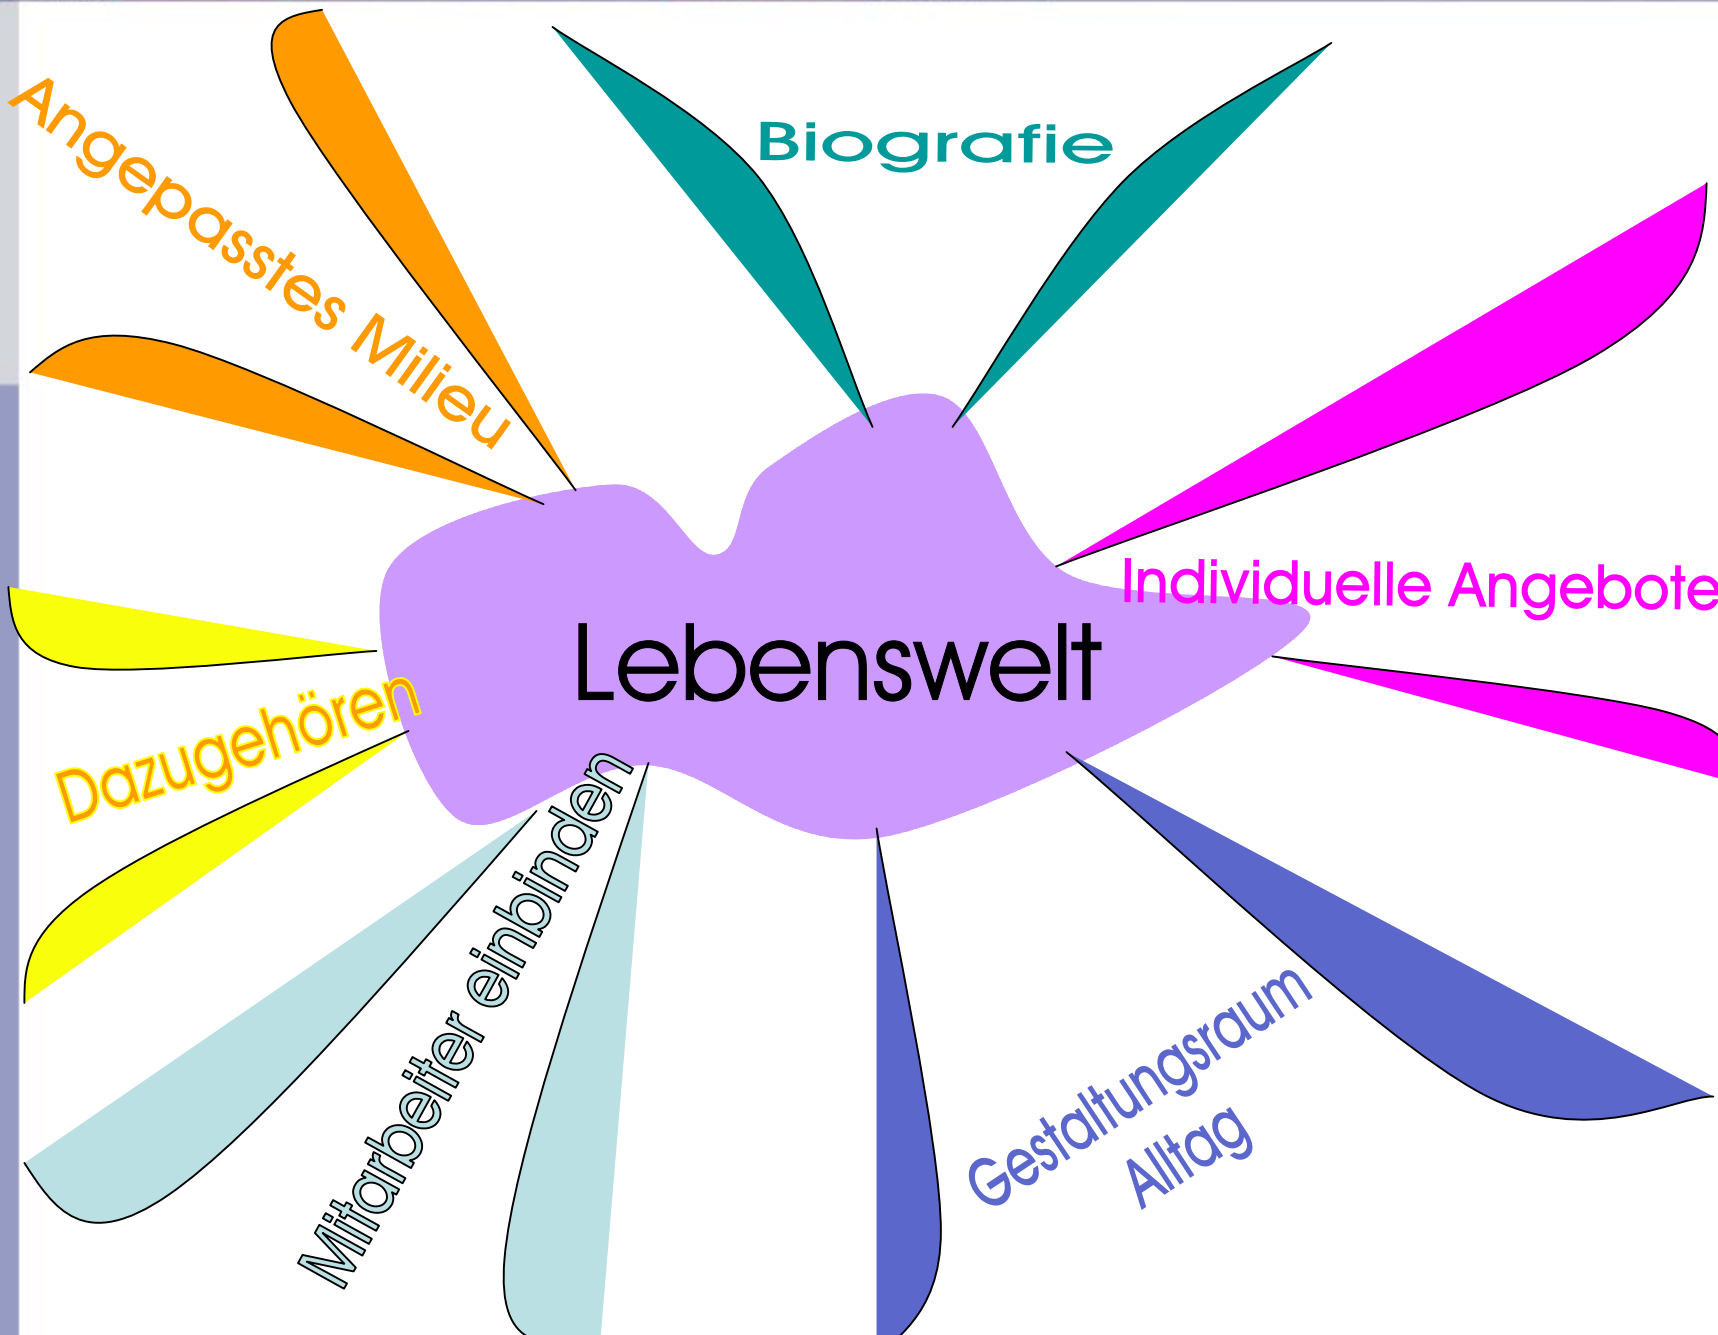 Biografie
Angepasstes Milieu
Individuelle Angebote
Lebenswelt
Dazugehören
Mitarbeiter einbinden
Gestaltungsraum
Alltag